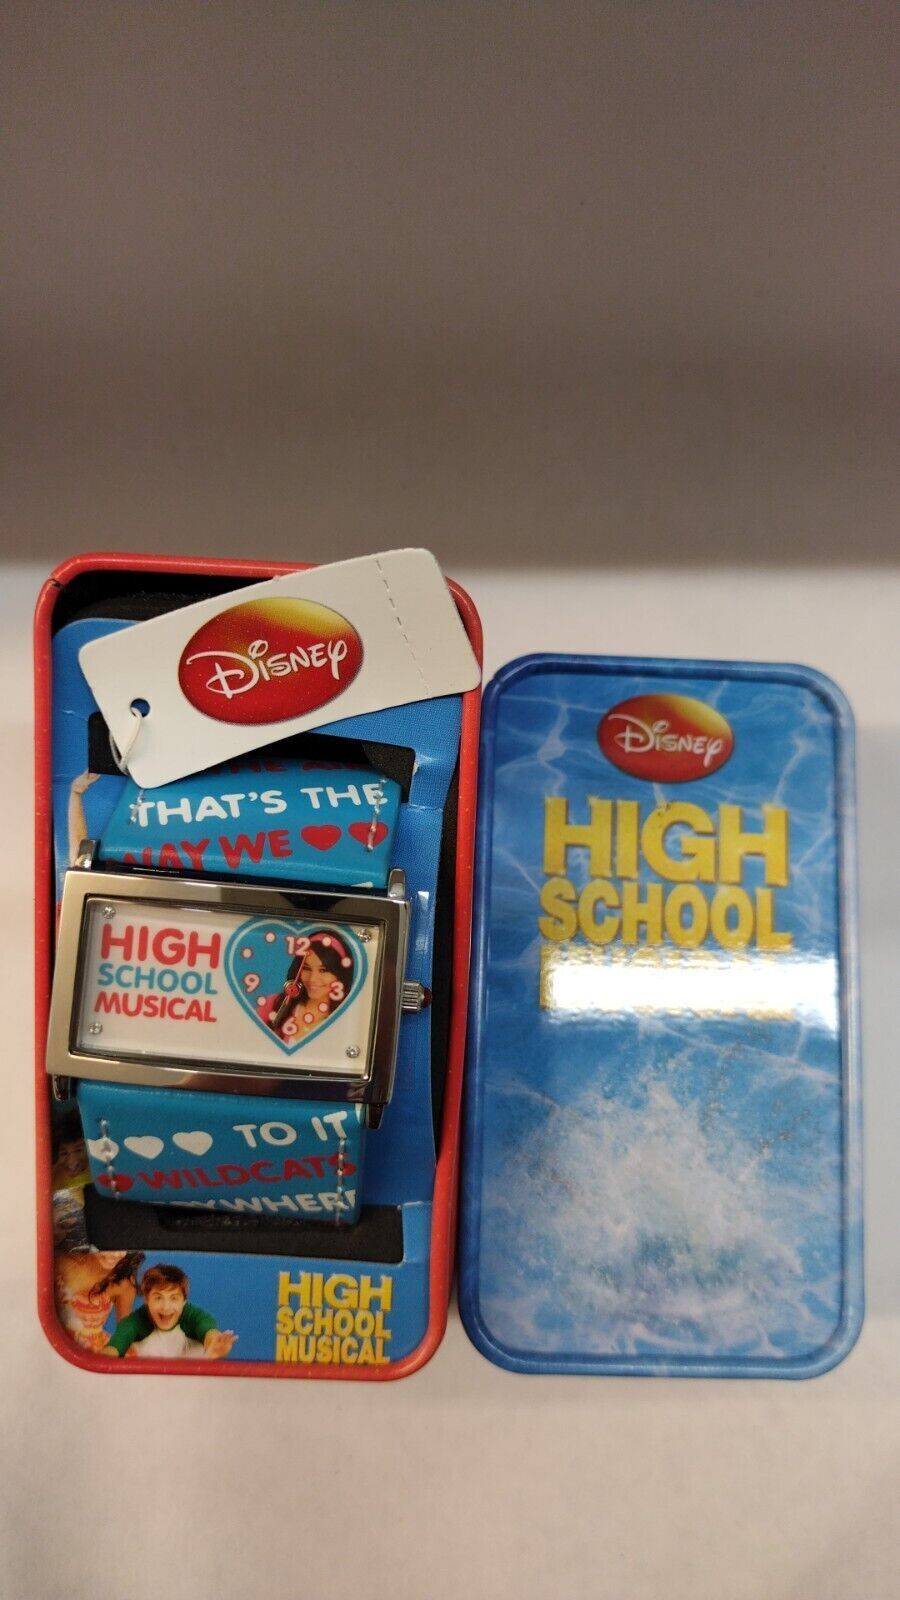 Disney
THAT'S THE
WAY WE
HIGH
SCHOOL
MUSICAL
12
9
3
6
TO IT
WILDCATS
HIGH
SCHOOL
MUSICAL
Disney
HIGH
SCHOOL